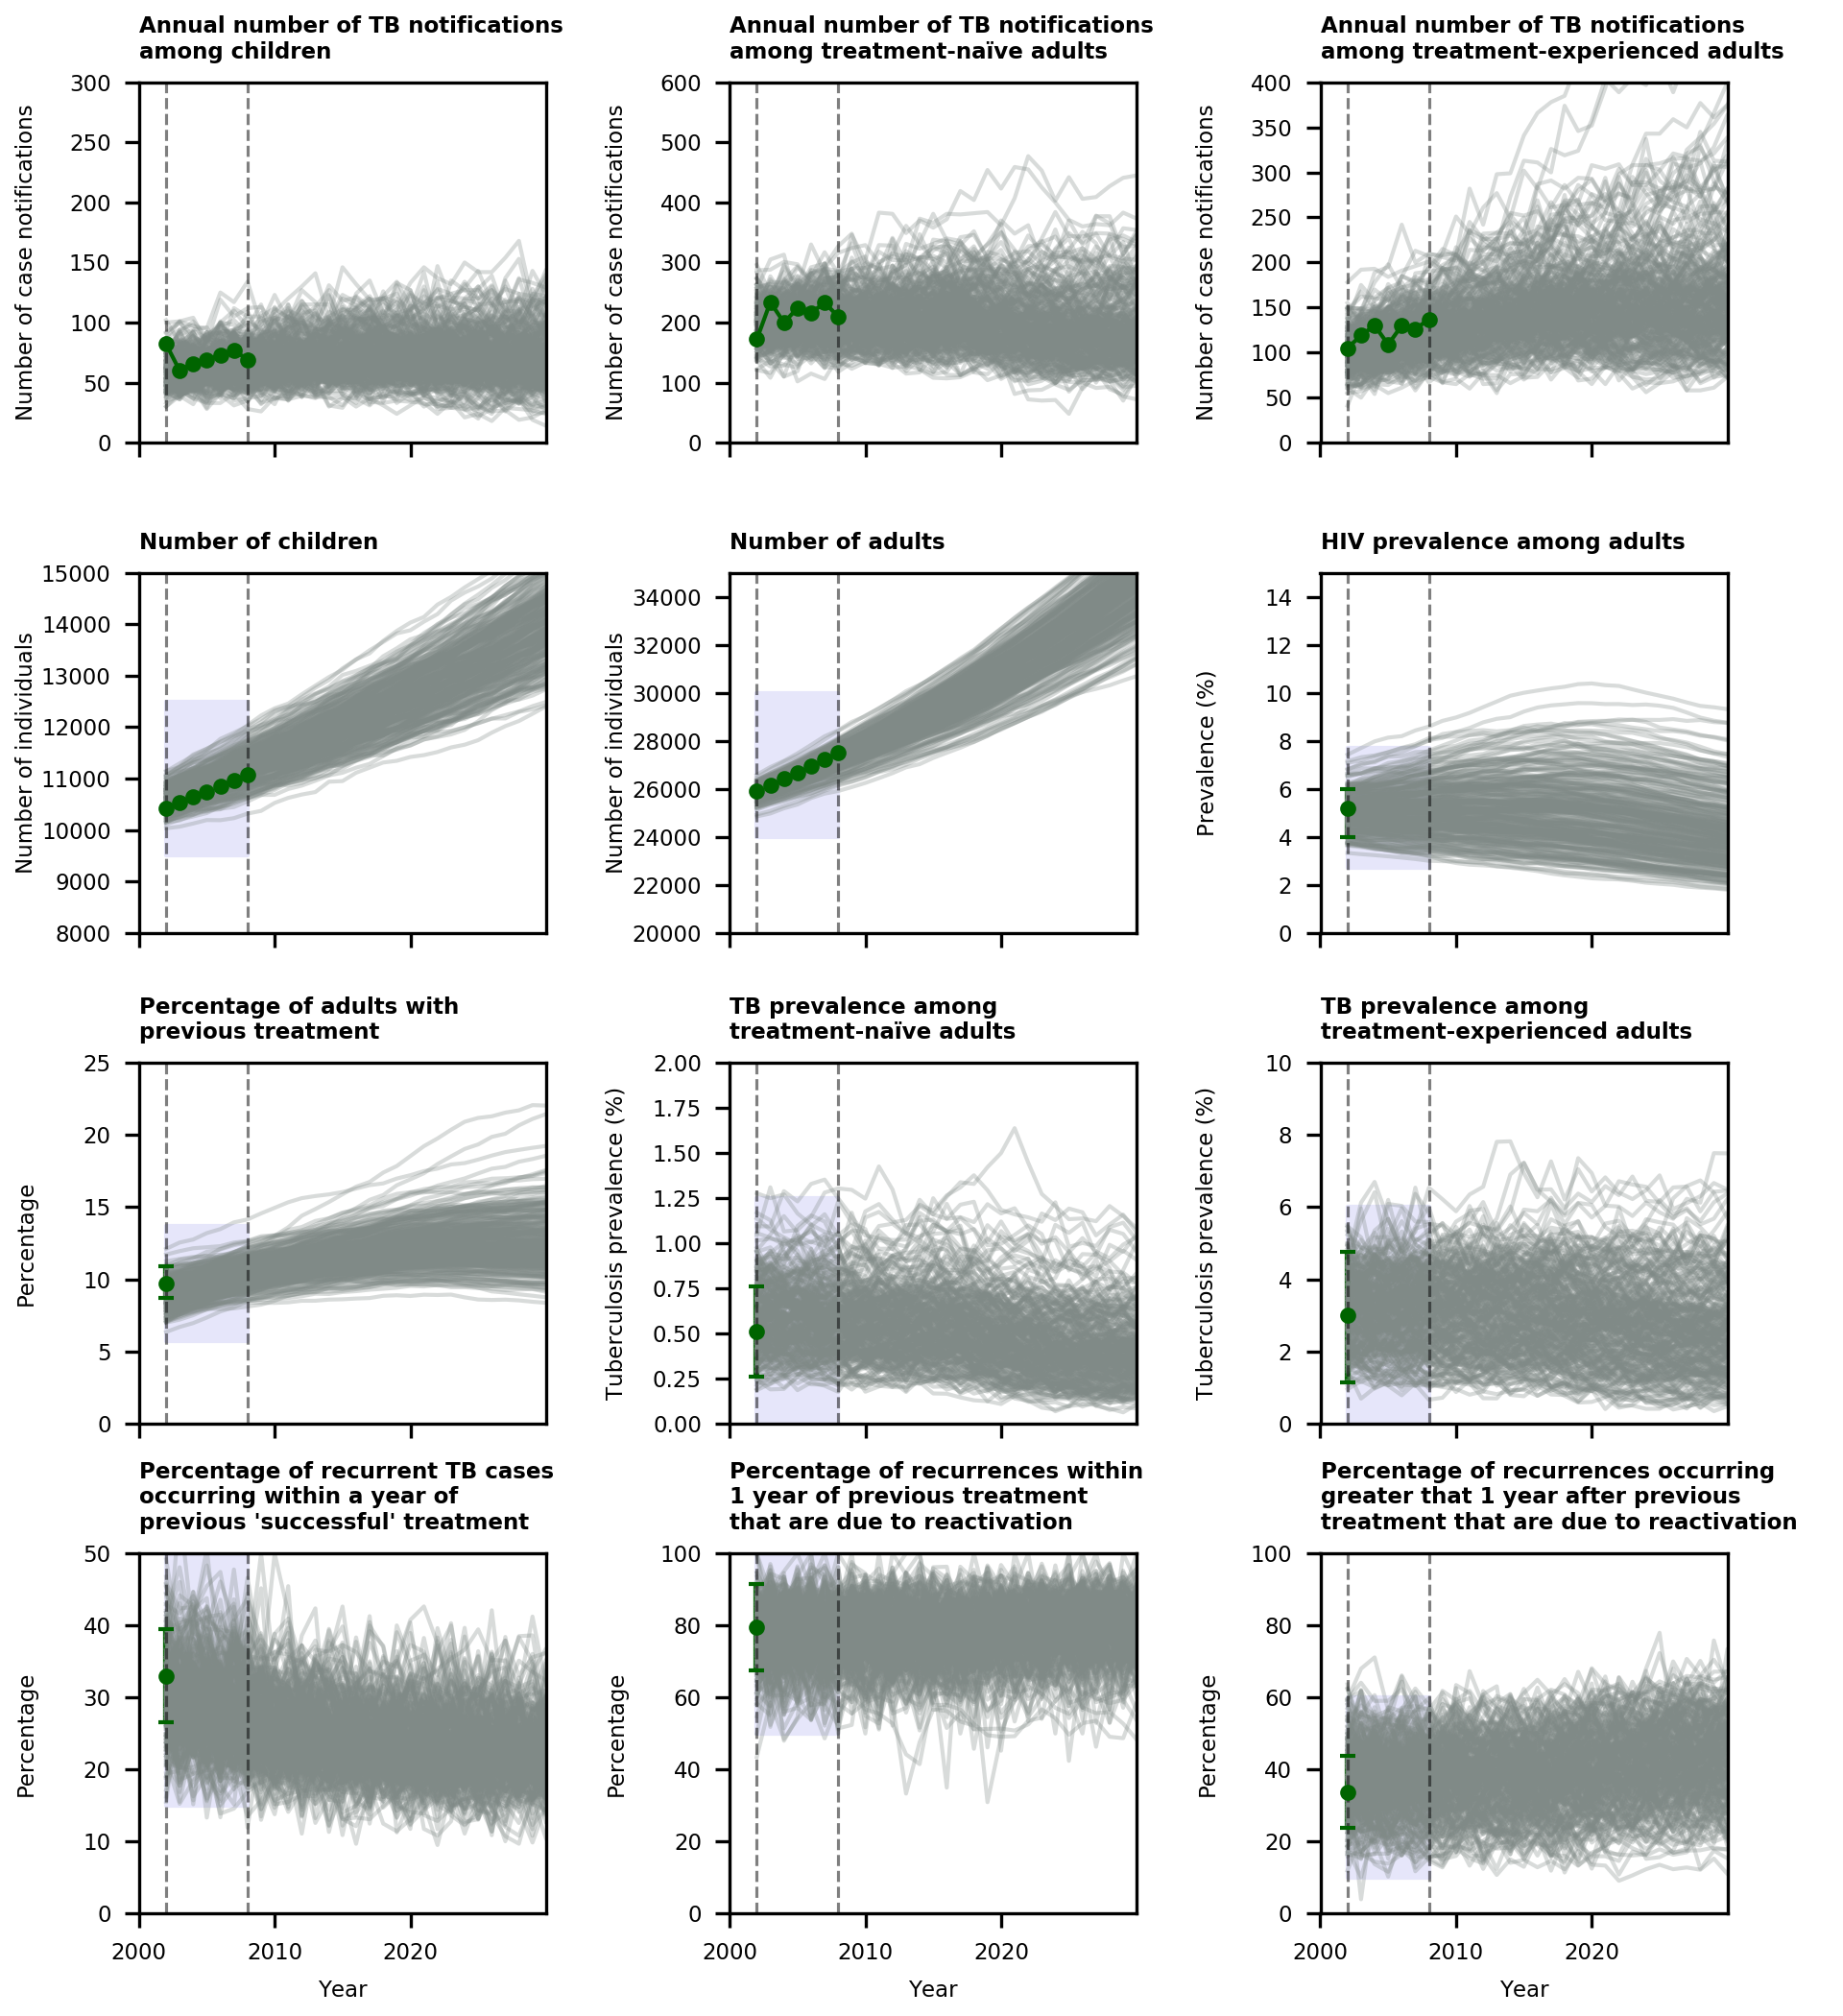 Annual number of TB notifications
among children
Number of case notifications
300
250
200
150
100
50
0
Annual number of TB notifications
among treatment-naïve adults
Number of case notifications
600
500
400
300
200
100
0
Annual number of TB notifications
among treatment-experienced adults
Number of case notifications
400
350
300
250
200
150
100
50
0
Number of children
Number of individuals
15000
14000
13000
12000
11000
10000
9000
8000
Number of adults
Number of individuals
34000
32000
30000
28000
26000
24000
22000
20000
HIV prevalence among adults
Prevalence (%)
14
12
10
8
6
4
2
0
Percentage of adults with
previous treatment
Percentage
25
20
15
10
5
0
TB prevalence among
treatment-naïve adults
Tuberculosis prevalence (%)
2.00
1.75
1.50
1.25
1.00
0.75
0.50
0.25
0.00
TB prevalence among
treatment-experienced adults
Tuberculosis prevalence (%)
10
8
6
4
2
0
Percentage of recurrent TB cases
occurring within a year of
previous 'successful' treatment
Percentage
50
40
30
20
10
0
2000 2010 2020
Year
Percentage of recurrences within
1 year of previous treatment
that are due to reactivation
Percentage
100
80
60
40
20
0
2000 2010 2020
Year
Percentage of recurrences occurring
greater that 1 year after previous
treatment that are due to reactivation
Percentage
100
80
60
40
20
0
2000 2010 2020
Year